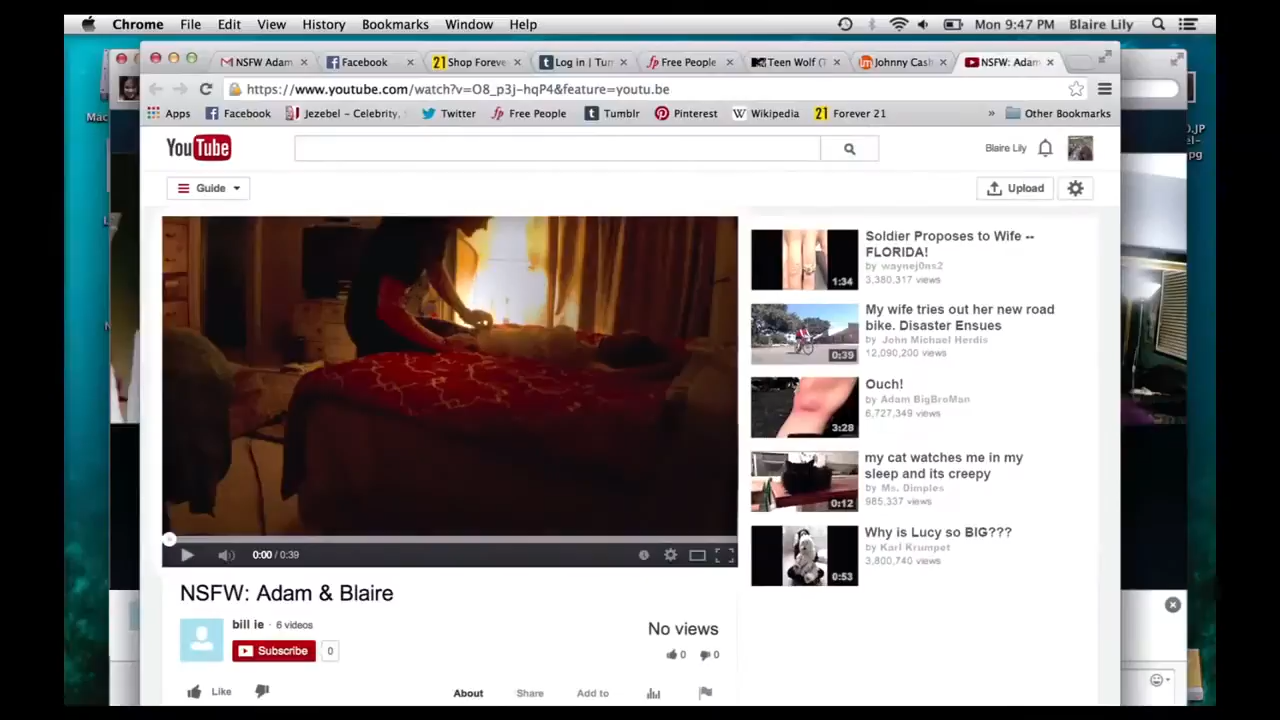 Chrome File Edit View History Bookmarks Window Help Mon 9:47 PM Blaire Lily
NSFW Adam Facebook 21 Shop Foreve Log in | Tum Free People Teen Wolf (T Johnny Cash NSFW: Adam
https://www.youtube.com/watch?v=O8_p3j-hqP4&feature=youtu.be
Apps Facebook Jezebel - Celebrity, Twitter Free People Tumblr Pinterest Wikipedia 21 Forever 21 » Other Bookmarks
YouTube Blaire Lily
Guide Upload
Soldier Proposes to Wife --
FLORIDA!
by waynej0ns2
3,380,317 views
1:34
My wife tries out her new road
bike. Disaster Ensues
by John Michael Herdis
12,090,200 views
0:39
Ouch!
by Adam BigBroMan
6,727,349 views
3:28
my cat watches me in my
sleep and its creepy
by Ms. Dimples
985,337 views
0:12
Why is Lucy so BIG???
by Karl Krumpet
3,800,740 views
0:53
0:00 / 0:39
NSFW: Adam & Blaire
bill ie · 6 videos
Subscribe 0
No views
0 0
Like About Share Add to